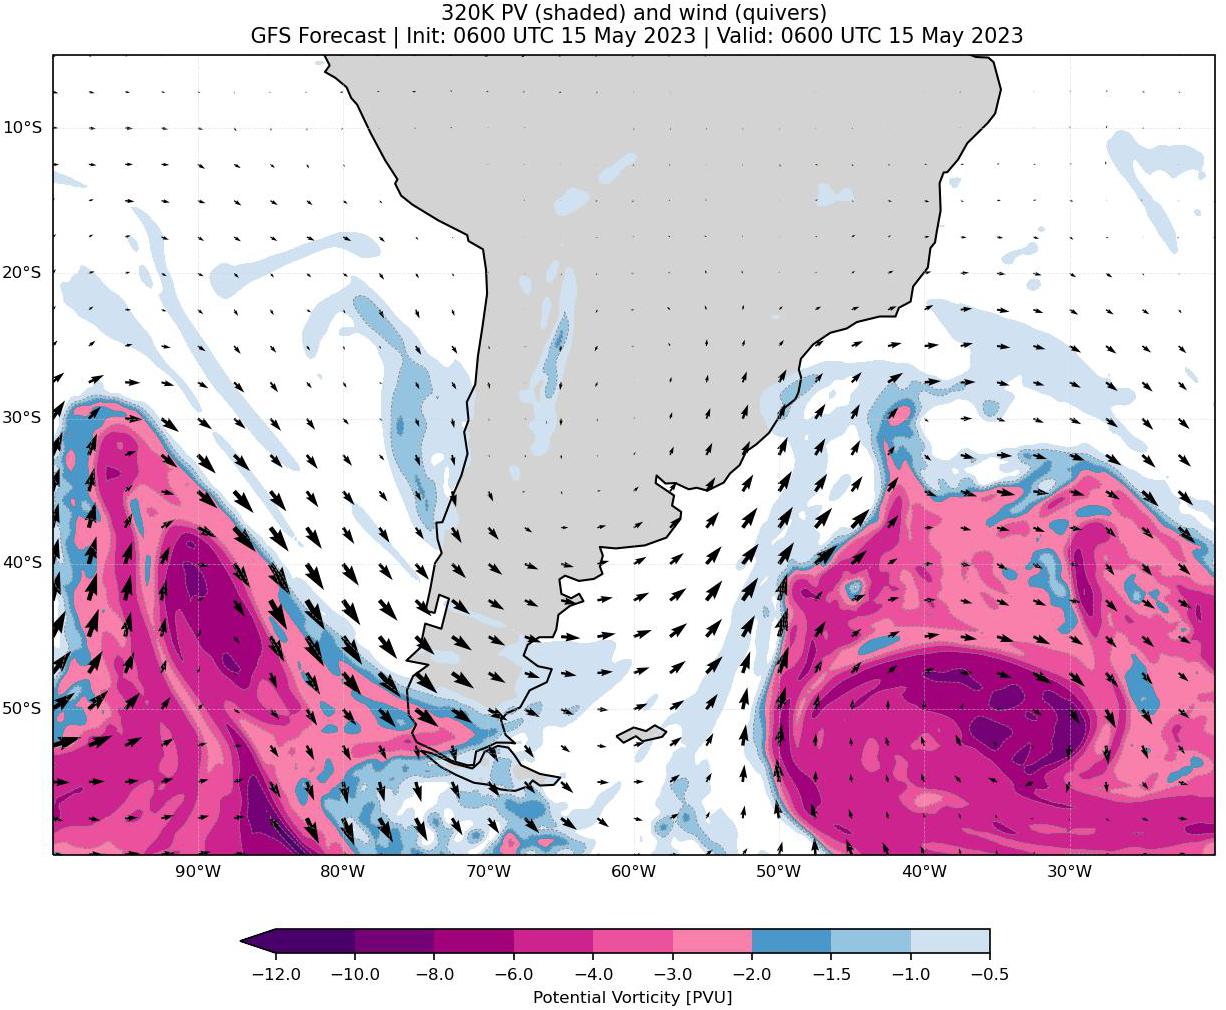 320K PV (shaded) and wind (quivers)
GFS Forecast | Init: 0600 UTC 15 May 2023 | Valid: 0600 UTC 15 May 2023
10°S
20°S
30°S
40°S
50°S
90°W 80°W 70°W 60°W 50°W 40°W 30°W
−12.0 −10.0 −8.0 −6.0 −4.0 −3.0 −2.0 −1.5 −1.0 −0.5
Potential Vorticity [PVU]